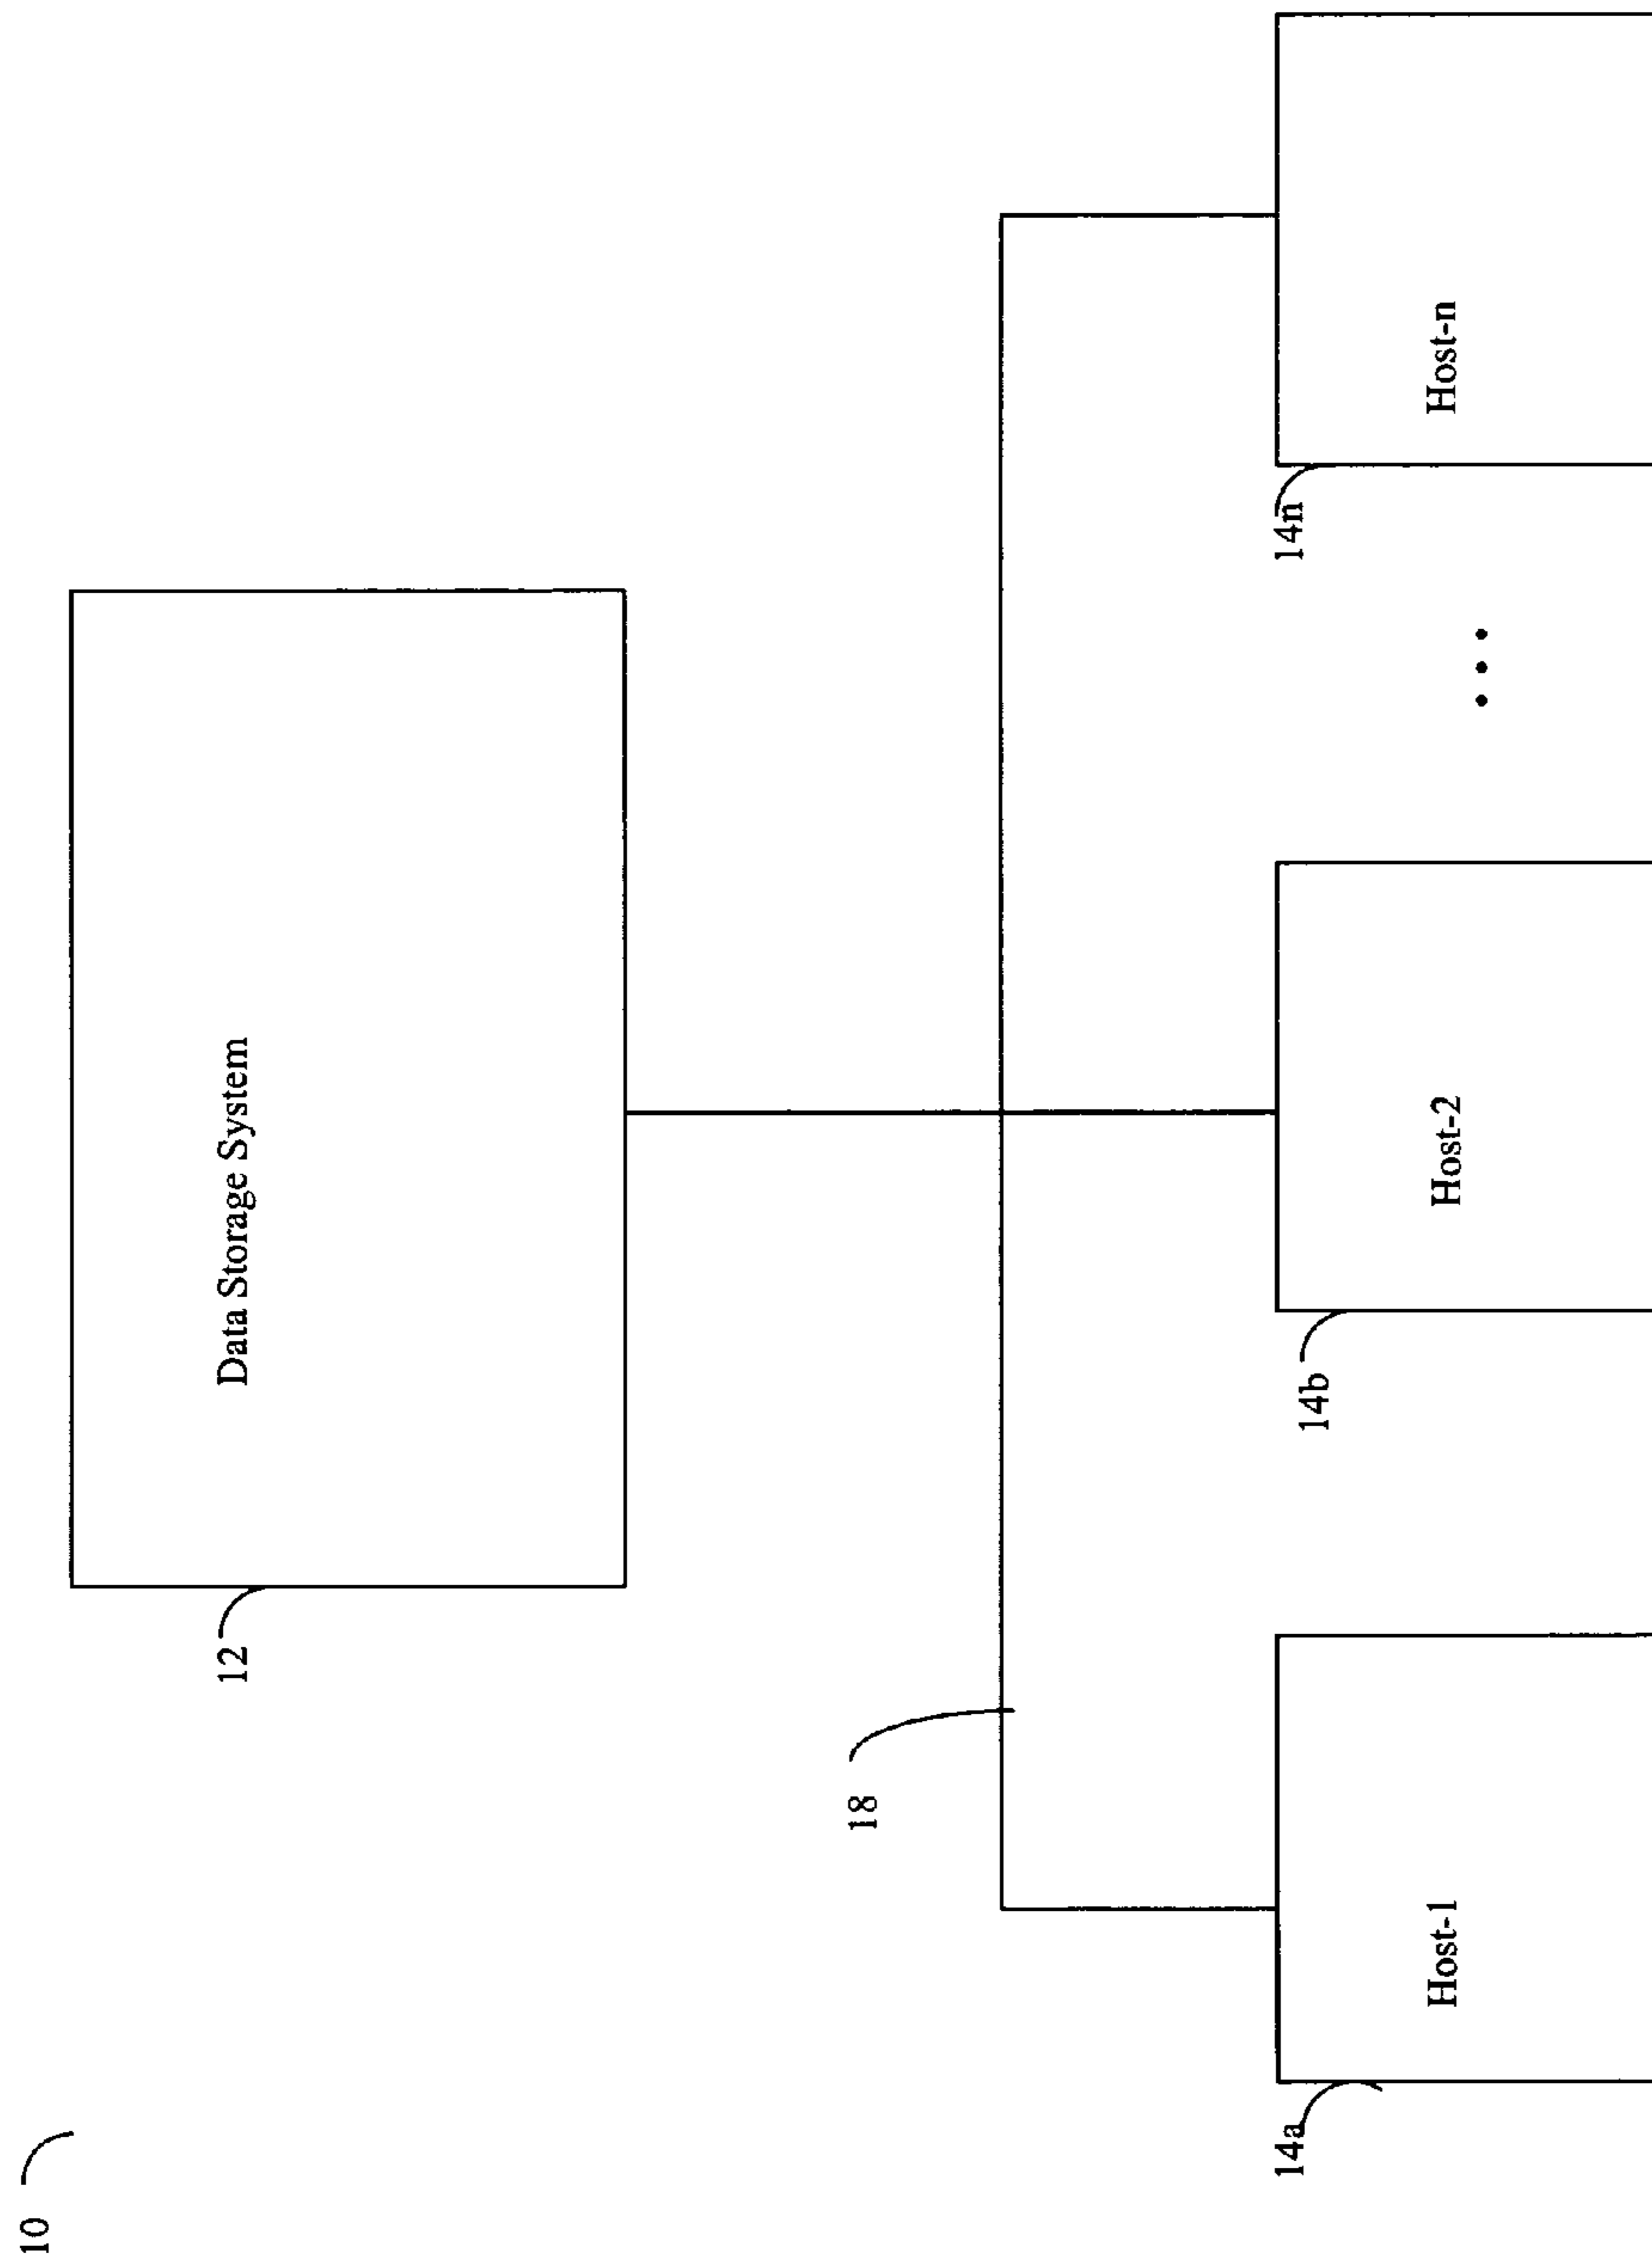 10
12
Data Storage System
18
14a
Host-1
14b
Host-2
14n
Host-n